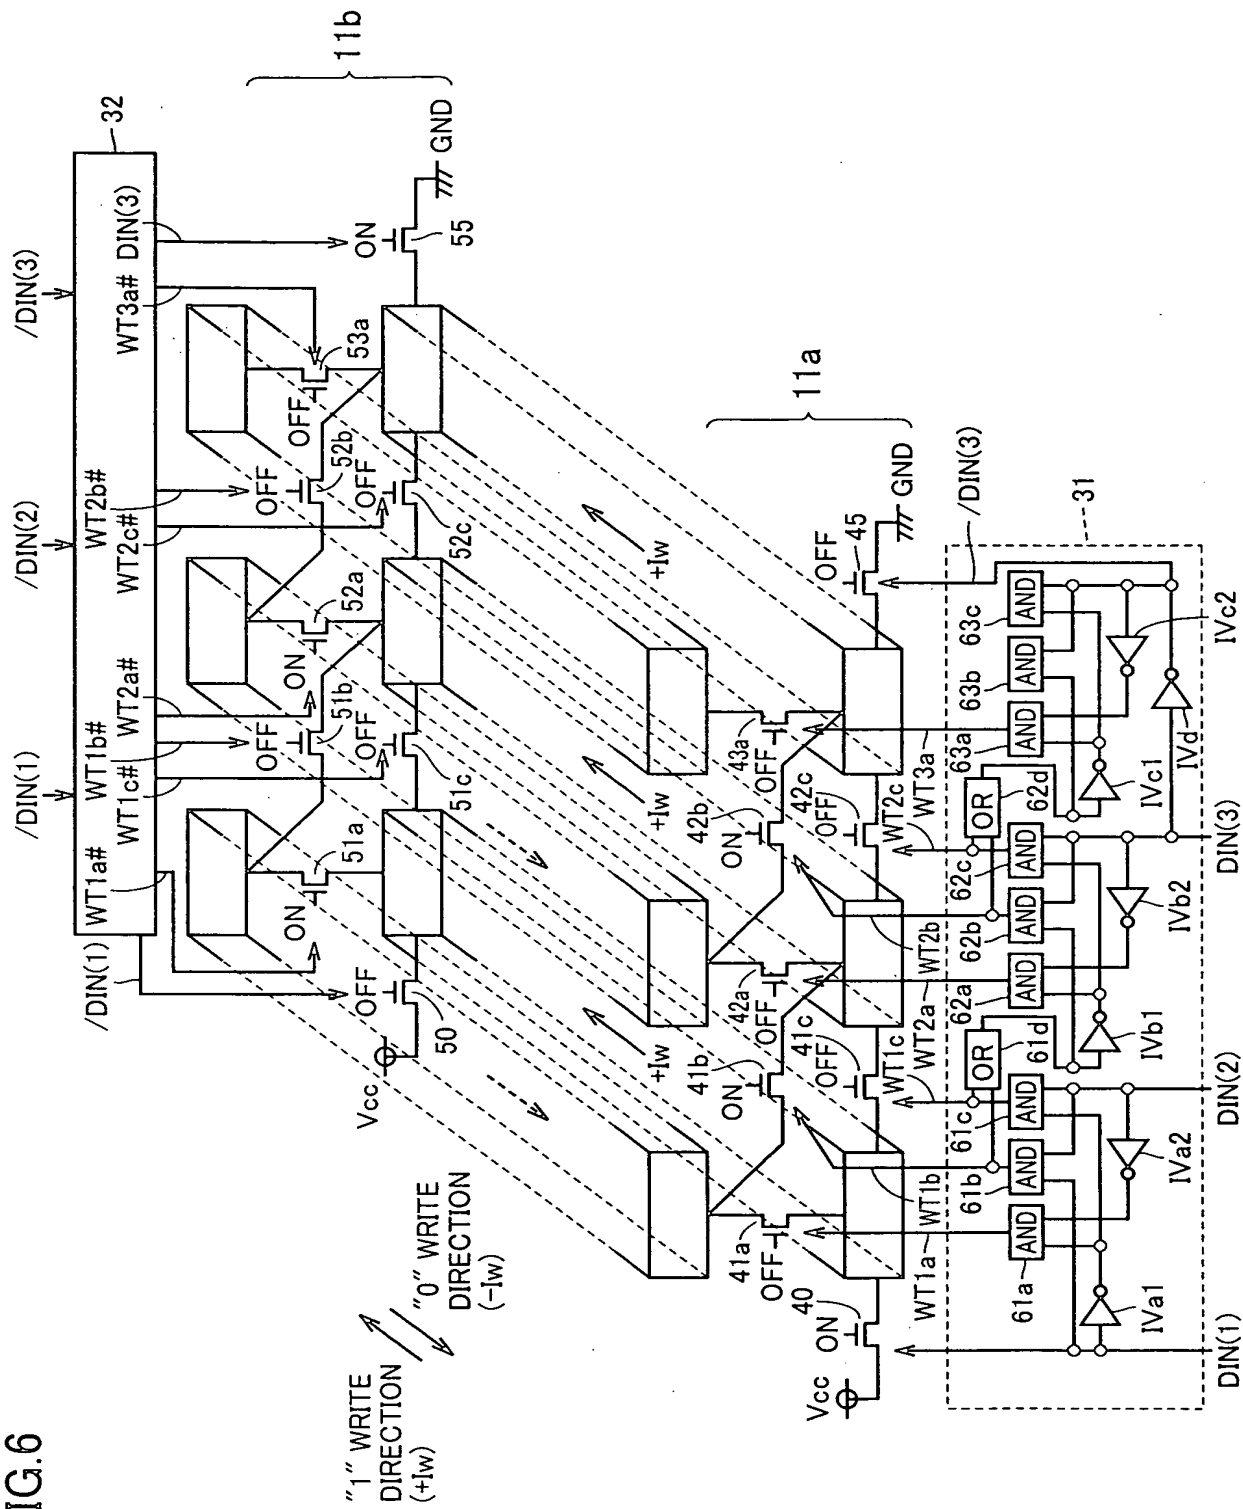 IG.6
/DIN(1)
/DIN(2)
/DIN(3)
32
/DIN(1)
WT1a#
WT1c#
WT1b#
WT2a#
WT2c#
WT2b#
WT3a#
DIN(3)
11b
Vcc
OFF
50
ON
51a
OFF
51b
OFF
51c
ON
52a
OFF
52b
OFF
52c
OFF
53a
ON
55
GND
"1" WRITE
DIRECTION
(+Iw)
"0" WRITE
DIRECTION
(-Iw)
+Iw
+Iw
+Iw
11a
Vcc
ON
40
OFF
41a
ON
41b
OFF
41c
OFF
42a
ON
42b
OFF
42c
OFF
43a
OFF
45
GND
WT1a
WT1b
WT1c
WT2a
WT2b
WT2c
WT3a
/DIN(3)
31
61a
AND
61b
AND
61c
AND
OR
61d
62a
AND
62b
AND
62c
AND
OR
62d
63a
AND
63b
AND
63c
AND
IVa1
IVa2
IVb1
IVb2
IVc1
IVd
IVc2
DIN(1)
DIN(2)
DIN(3)